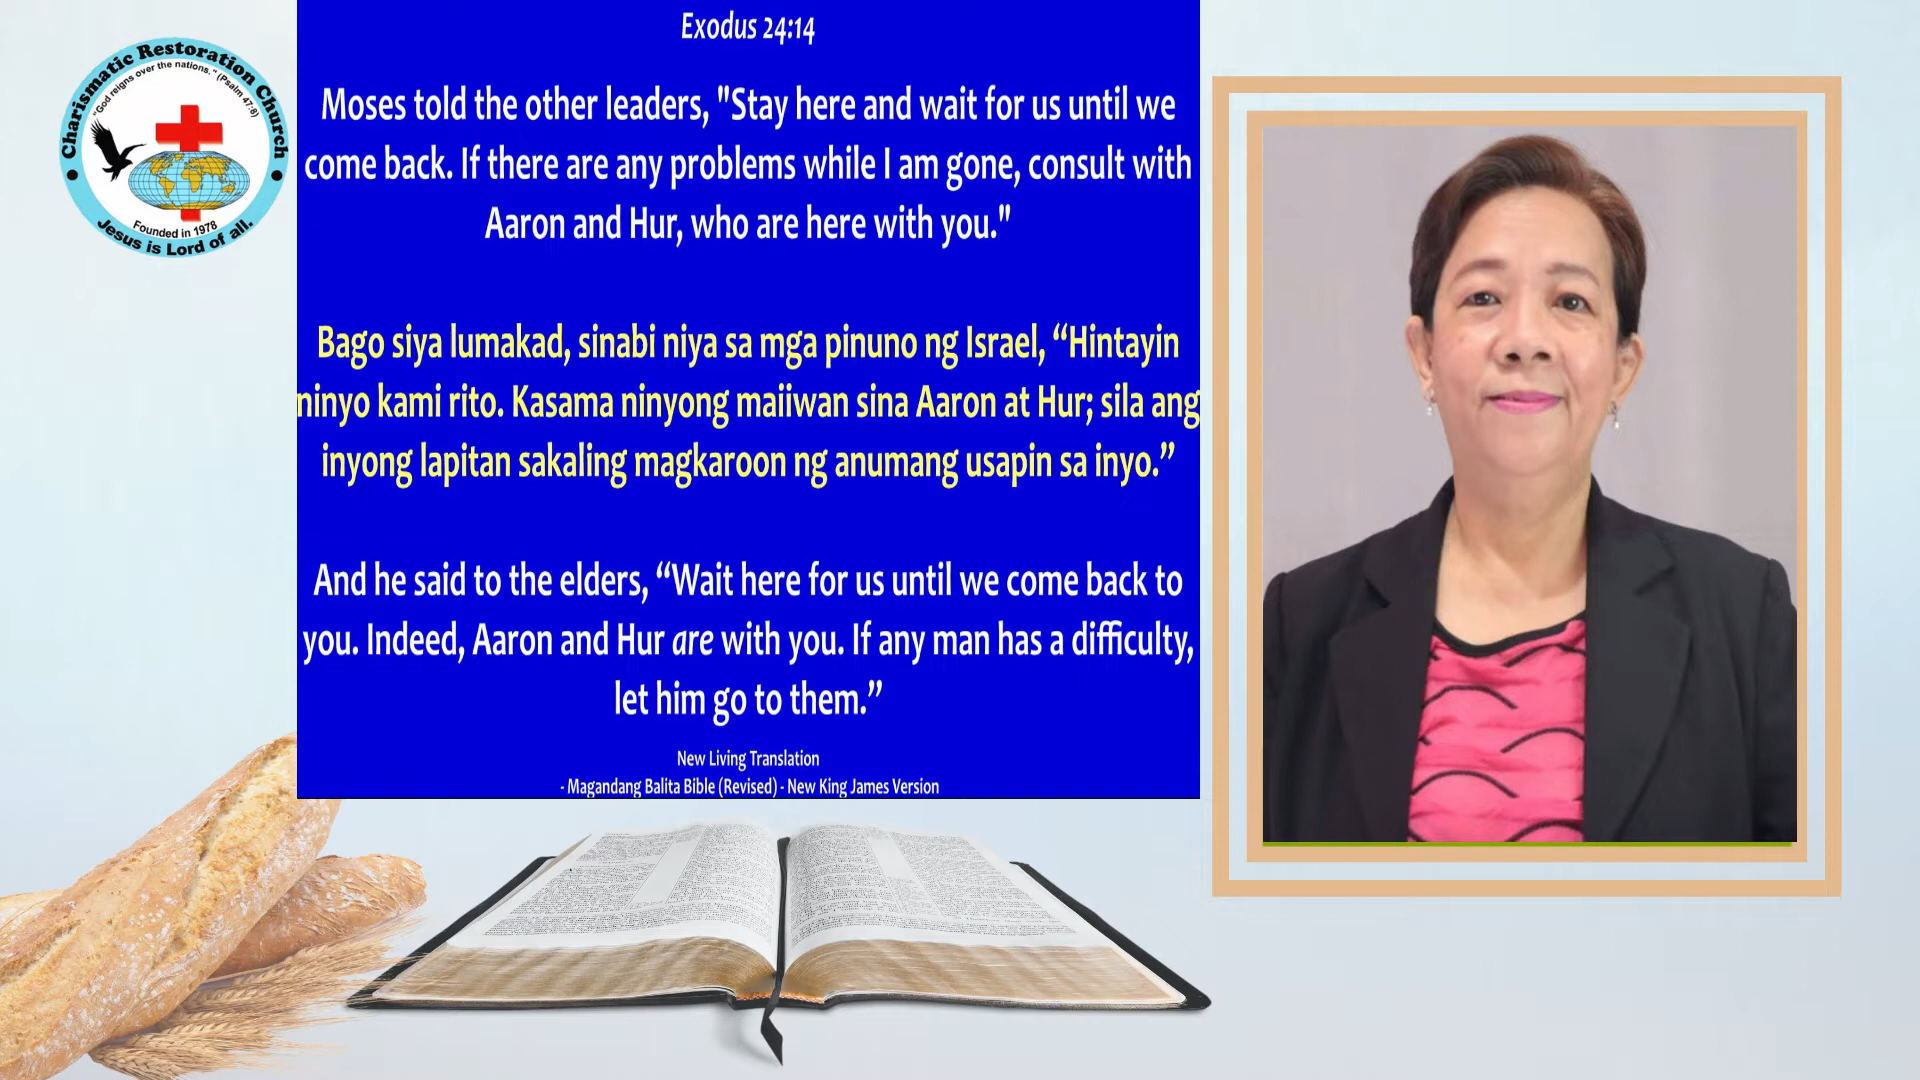 Charismatic Restoration Church
"God reigns over the nations." (Psalm 47:8)
Founded in 1978
Jesus is Lord of all.
Exodus 24:14
Moses told the other leaders, "Stay here and wait for us until we
come back. If there are any problems while I am gone, consult with
Aaron and Hur, who are here with you."
Bago siya lumakad, sinabi niya sa mga pinuno ng Israel, “Hintayin
ninyo kami rito. Kasama ninyong maiiwan sina Aaron at Hur; sila ang
inyong lapitan sakaling magkaroon ng anumang usapin sa inyo.”
And he said to the elders, “Wait here for us until we come back to
you. Indeed, Aaron and Hur are with you. If any man has a difficulty,
let him go to them.”
New Living Translation
- Magandang Balita Bible (Revised) - New King James Version